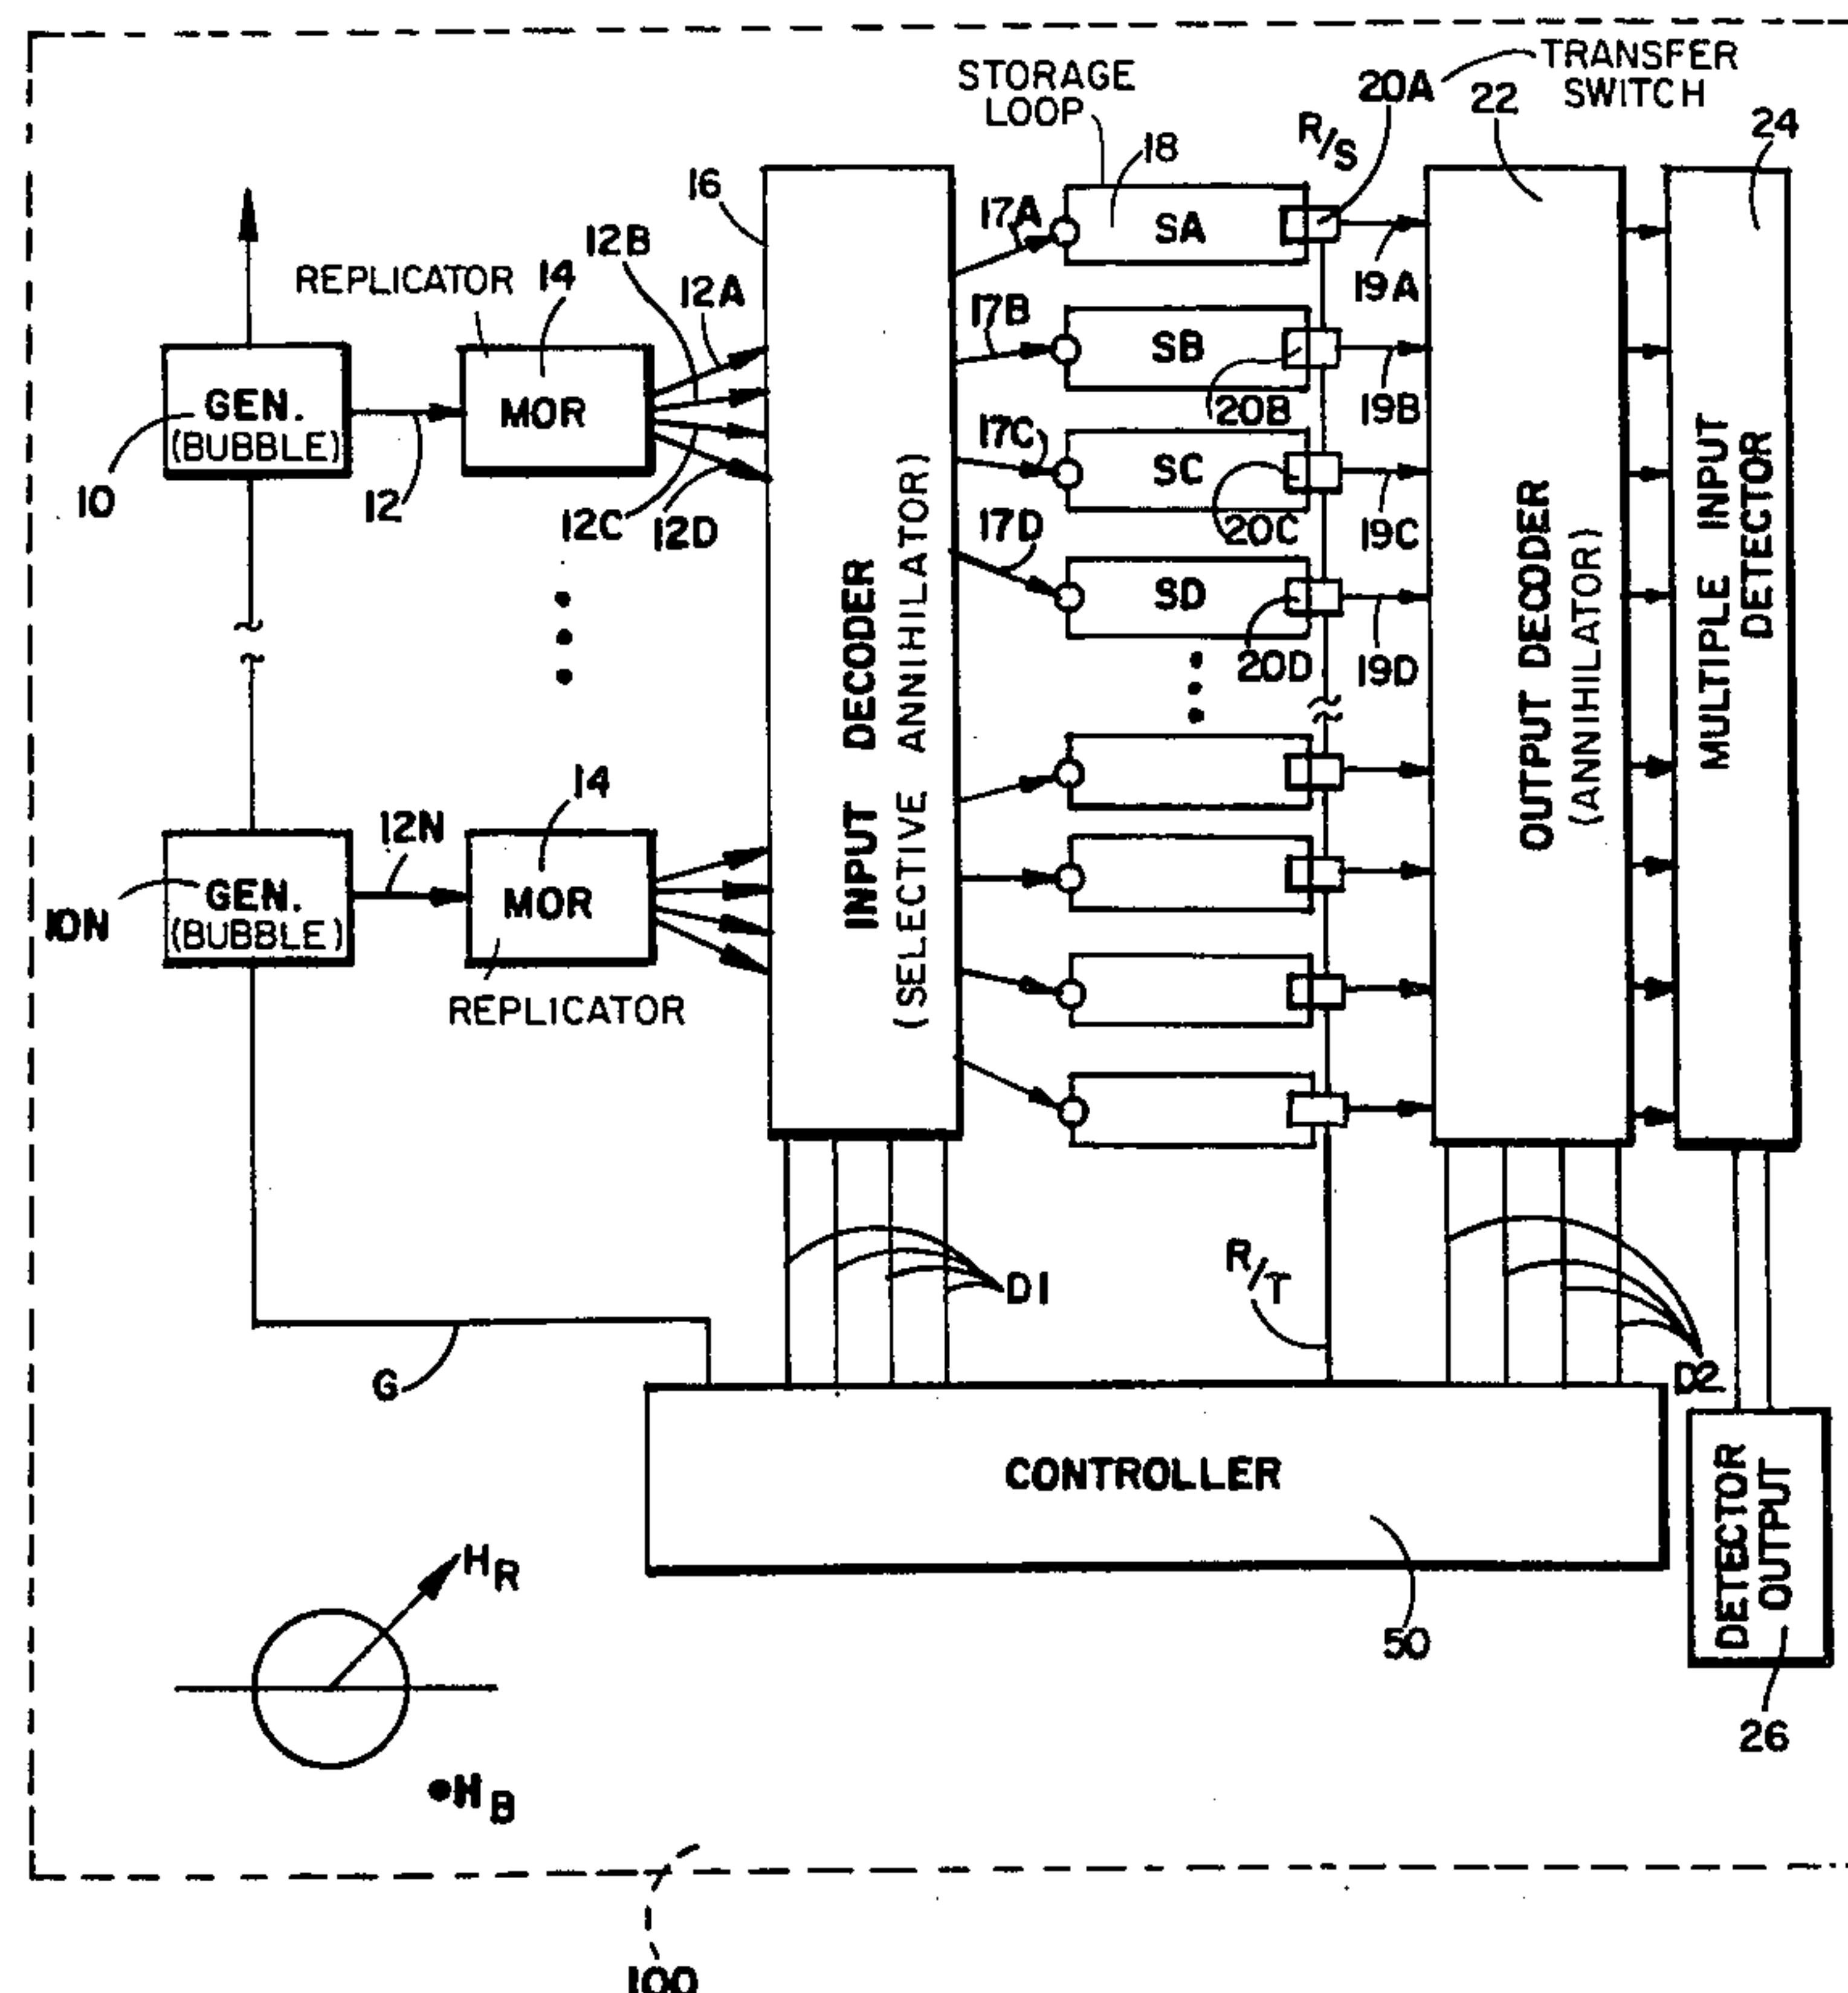 STORAGE
LOOP
18
R/S
20A
TRANSFER
SWITCH
22
24
16
12B
12A
REPLICATOR
14
GEN.
(BUBBLE)
10
12
MOR
12C
12D
INPUT DECODER
(SELECTIVE ANNIHILATOR)
17A
SA
19A
17B
SB
20B
19B
17C
SC
20C
19C
17D
SD
20D
19D
OUTPUT DECODER
(ANNIHILATOR)
MULTIPLE INPUT
DETECTOR
14
12N
GEN.
(BUBBLE)
10N
MOR
REPLICATOR
D1
R/T
D2
G
CONTROLLER
50
DETECTOR
OUTPUT
26
HR
HB
100